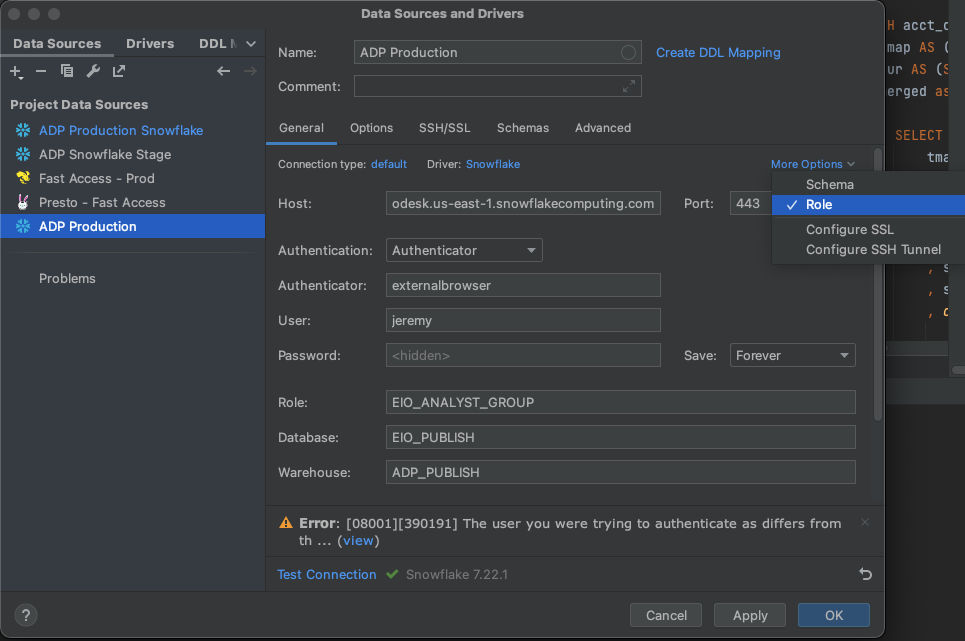 Data Sources and Drivers
Data Sources Drivers DDL
Name: ADP Production Create DDL Mapping
Comment:
Project Data Sources
ADP Production Snowflake
ADP Snowflake Stage
Fast Access - Prod
Presto - Fast Access
ADP Production
Problems
General Options SSH/SSL Schemas Advanced
Connection type: default Driver: Snowflake More Options
Schema
Role
Configure SSL
Configure SSH Tunnel
Host: odesk.us-east-1.snowflakecomputing.com Port: 443
Authentication: Authenticator
Authenticator: externalbrowser
User: jeremy
Password: <hidden> Save: Forever
Role: EIO_ANALYST_GROUP
Database: EIO_PUBLISH
Warehouse: ADP_PUBLISH
Error: [08001][390191] The user you were trying to authenticate as differs from
th ... (view)
Test Connection Snowflake 7.22.1
? Cancel Apply OK
map AS (
AS (
as
SELECT